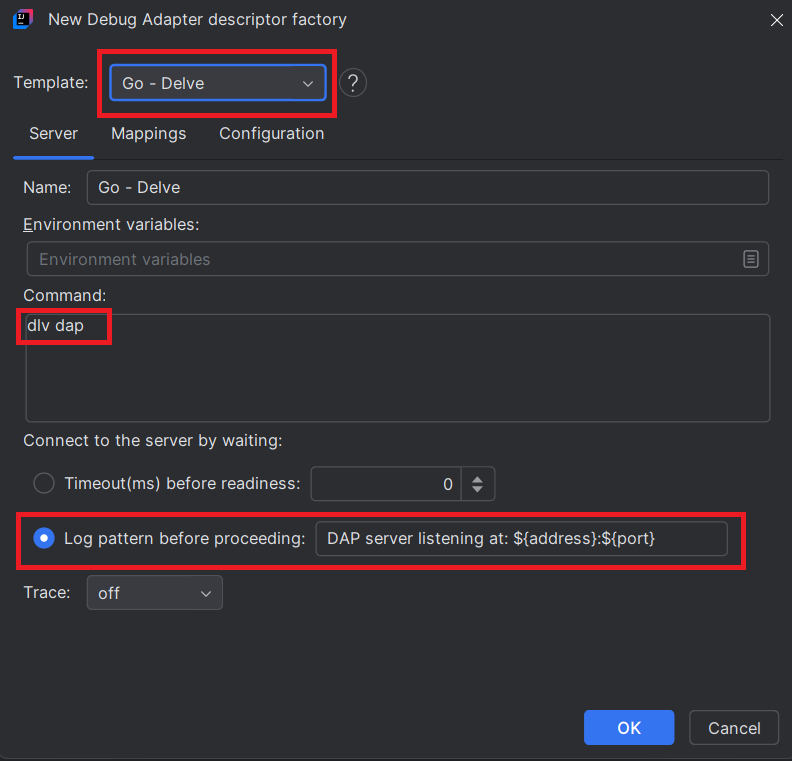 New Debug Adapter descriptor factory
Template: Go - Delve ?
Server Mappings Configuration
Name: Go - Delve
Environment variables:
Environment variables
Command:
dlv dap
Connect to the server by waiting:
Timeout(ms) before readiness: 0
Log pattern before proceeding: DAP server listening at: ${address}:${port}
Trace: off
OK Cancel